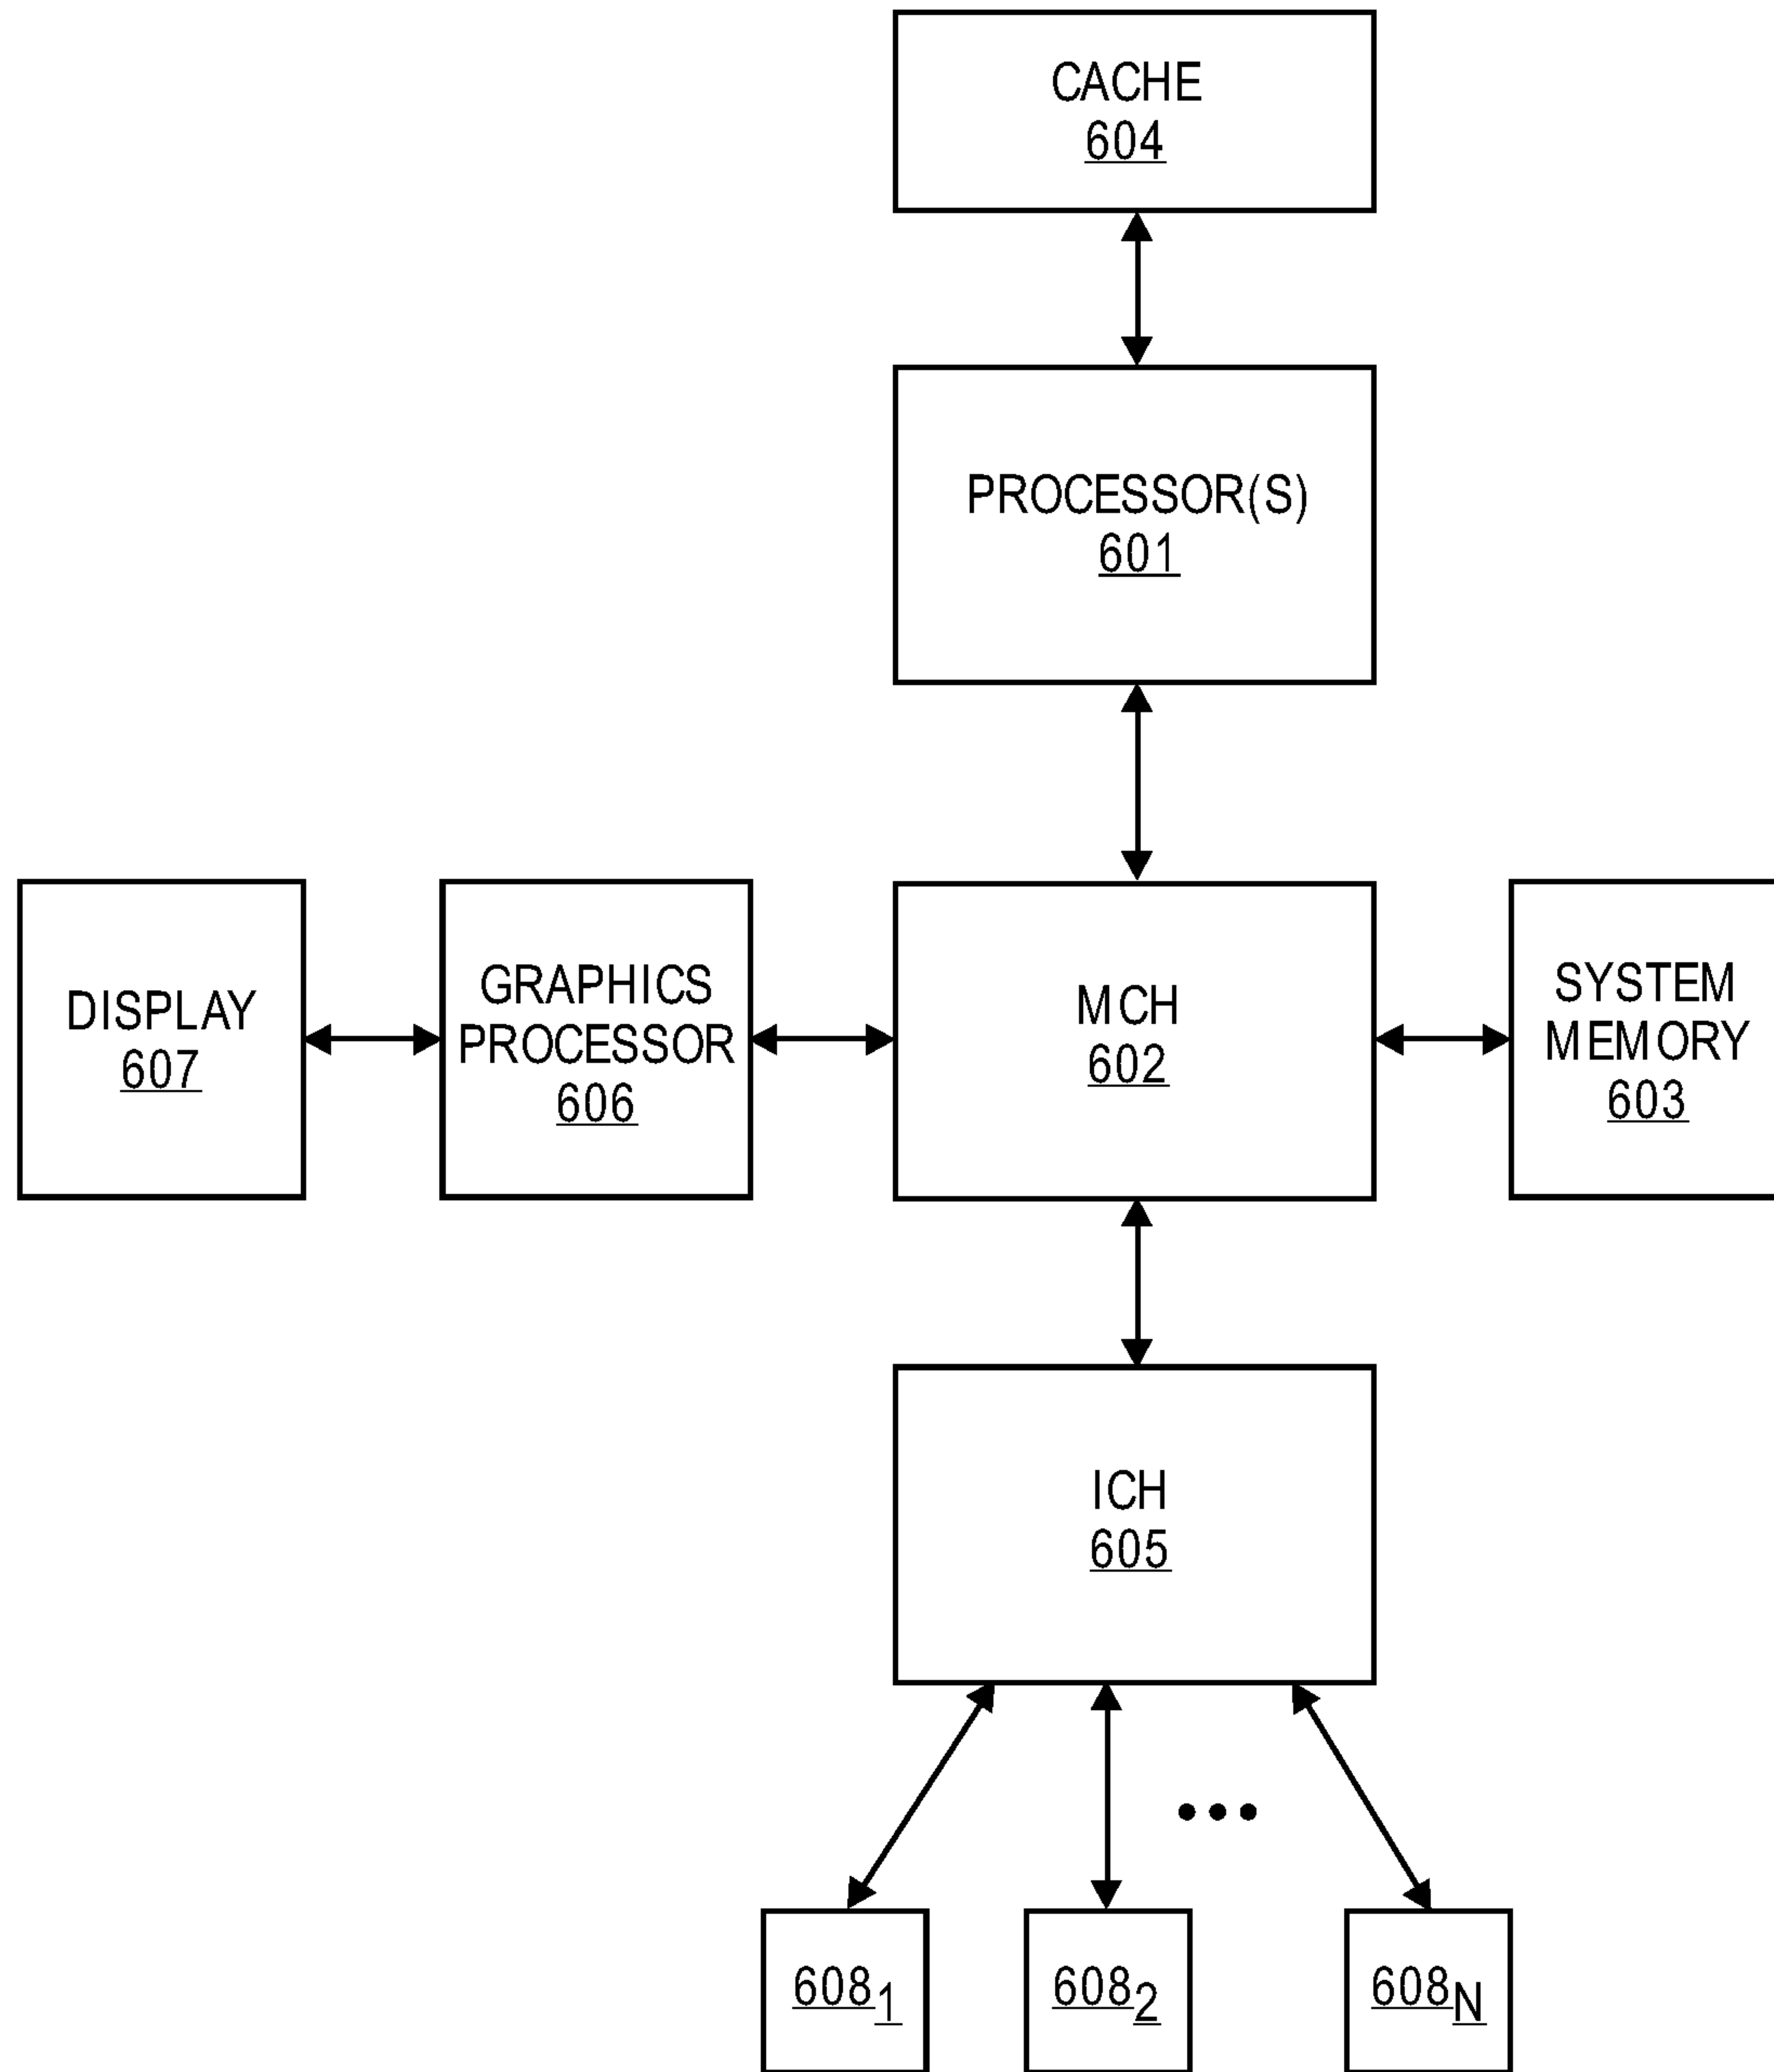 CACHE
604
PROCESSOR(S)
601
DISPLAY
607
GRAPHICS
PROCESSOR
606
MCH
602
SYSTEM
MEMORY
603
ICH
605
608₁
608₂
608N